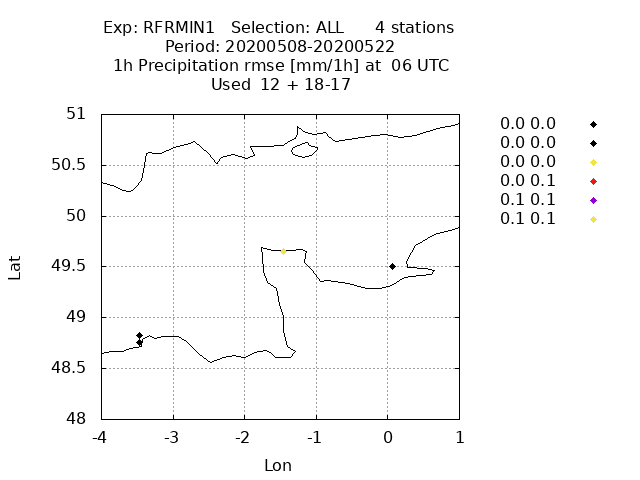 Exp: RFRMIN1 Selection: ALL 4 stations
Period: 20200508-20200522
1h Precipitation rmse [mm/1h] at 06 UTC
Used 12 + 18-17
51
50.5
50
49.5
49
48.5
48
-4 -3 -2 -1 0 1
Lat
Lon
0.0 0.0
0.0 0.0
0.0 0.0
0.0 0.1
0.1 0.1
0.1 0.1